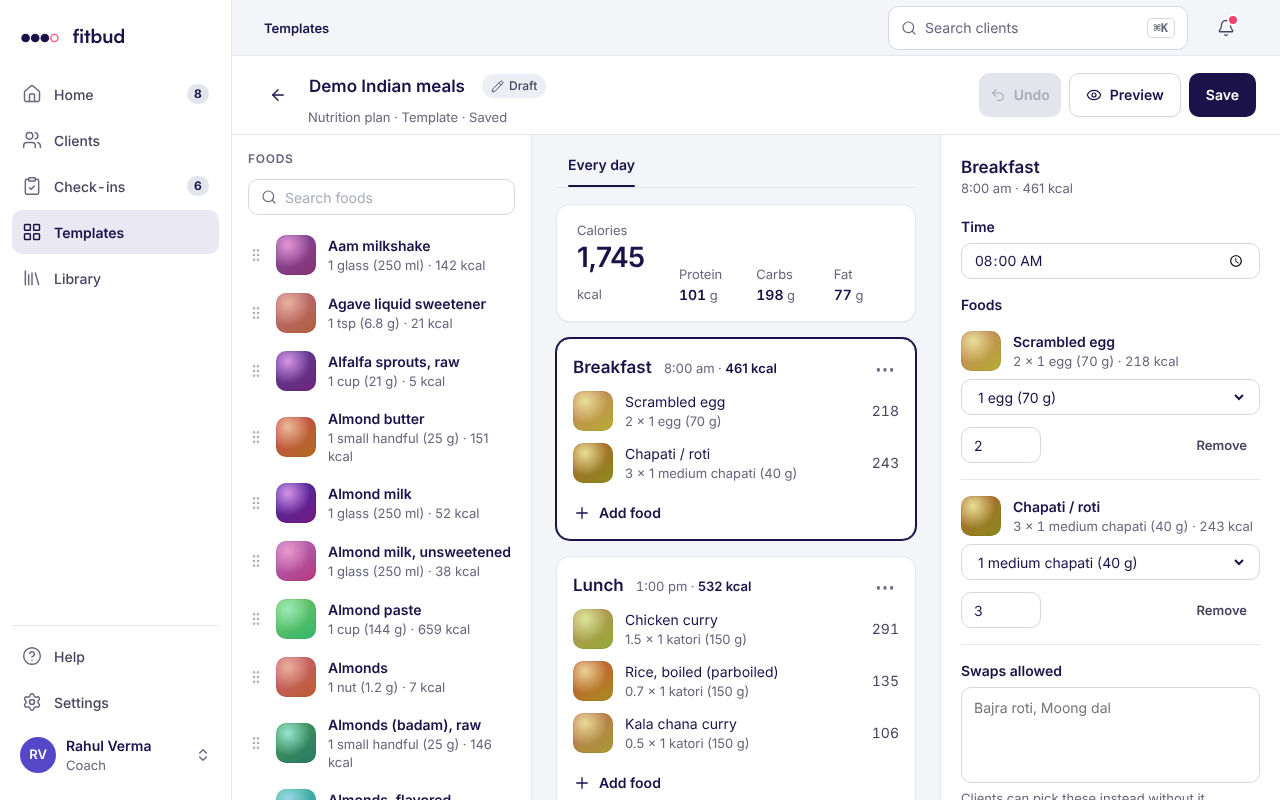 fitbud
Home 8
Clients
Check-ins 6
Templates
Library
Help
Settings
RV
Rahul Verma
Coach
Templates
Search clients
⌘K
Demo Indian meals
Draft
Nutrition plan · Template · Saved
Undo
Preview
Save
FOODS
Search foods
Aam milkshake
1 glass (250 ml) · 142 kcal
Agave liquid sweetener
1 tsp (6.8 g) · 21 kcal
Alfalfa sprouts, raw
1 cup (21 g) · 5 kcal
Almond butter
1 small handful (25 g) · 151
kcal
Almond milk
1 glass (250 ml) · 52 kcal
Almond milk, unsweetened
1 glass (250 ml) · 38 kcal
Almond paste
1 cup (144 g) · 659 kcal
Almonds
1 nut (1.2 g) · 7 kcal
Almonds (badam), raw
1 small handful (25 g) · 146
kcal
Almonds, flavored
Every day
Calories
1,745
kcal
Protein
101 g
Carbs
198 g
Fat
77 g
Breakfast 8:00 am · 461 kcal
Scrambled egg
2 × 1 egg (70 g)
218
Chapati / roti
3 × 1 medium chapati (40 g)
243
Add food
Lunch 1:00 pm · 532 kcal
Chicken curry
1.5 × 1 katori (150 g)
291
Rice, boiled (parboiled)
0.7 × 1 katori (150 g)
135
Kala chana curry
0.5 × 1 katori (150 g)
106
Add food
Breakfast
8:00 am · 461 kcal
Time
08:00 AM
Foods
Scrambled egg
2 × 1 egg (70 g) · 218 kcal
1 egg (70 g)
2
Remove
Chapati / roti
3 × 1 medium chapati (40 g) · 243 kcal
1 medium chapati (40 g)
3
Remove
Swaps allowed
Bajra roti, Moong dal
Clients can pick these instead without it